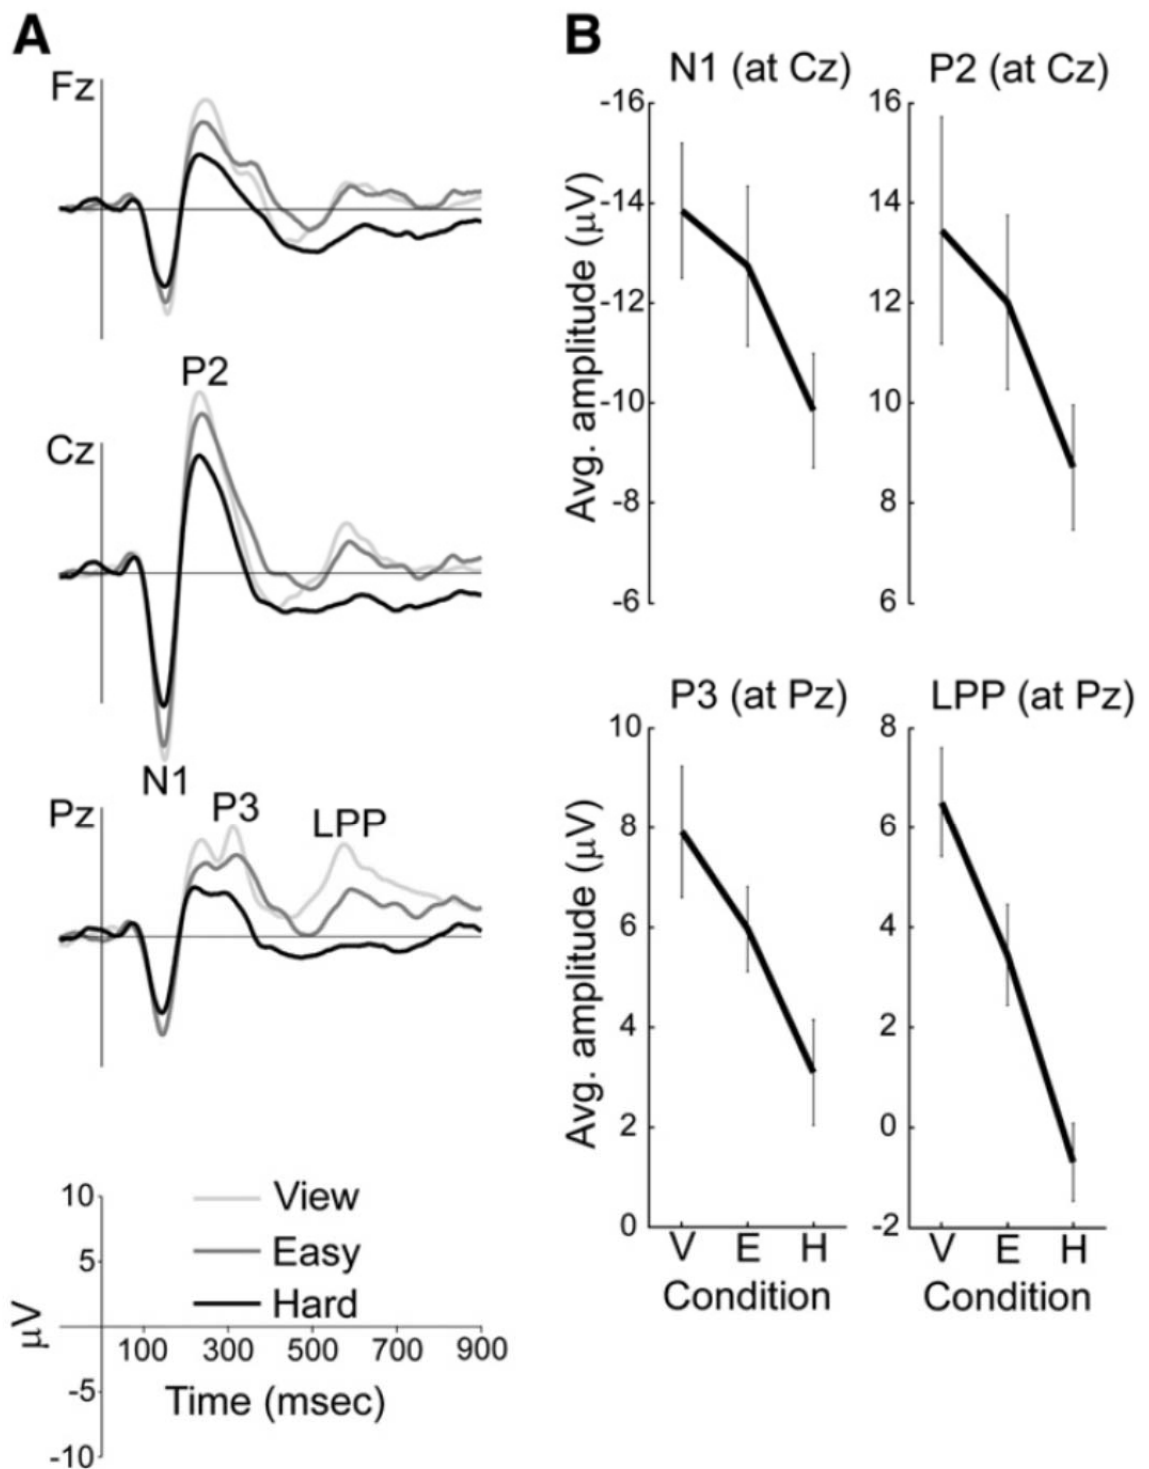 A
Fz
P2
Cz
N1
Pz
P3
LPP
10
5
μV
-5
-10
View
Easy
Hard
100 300 500 700 900
Time (msec)
B
N1 (at Cz)
-16
-14
-12
-10
-8
-6
Avg. amplitude (μV)
P2 (at Cz)
16
14
12
10
8
6
P3 (at Pz)
10
8
6
4
2
0
Avg. amplitude (μV)
V E H
Condition
LPP (at Pz)
8
6
4
2
0
-2
V E H
Condition